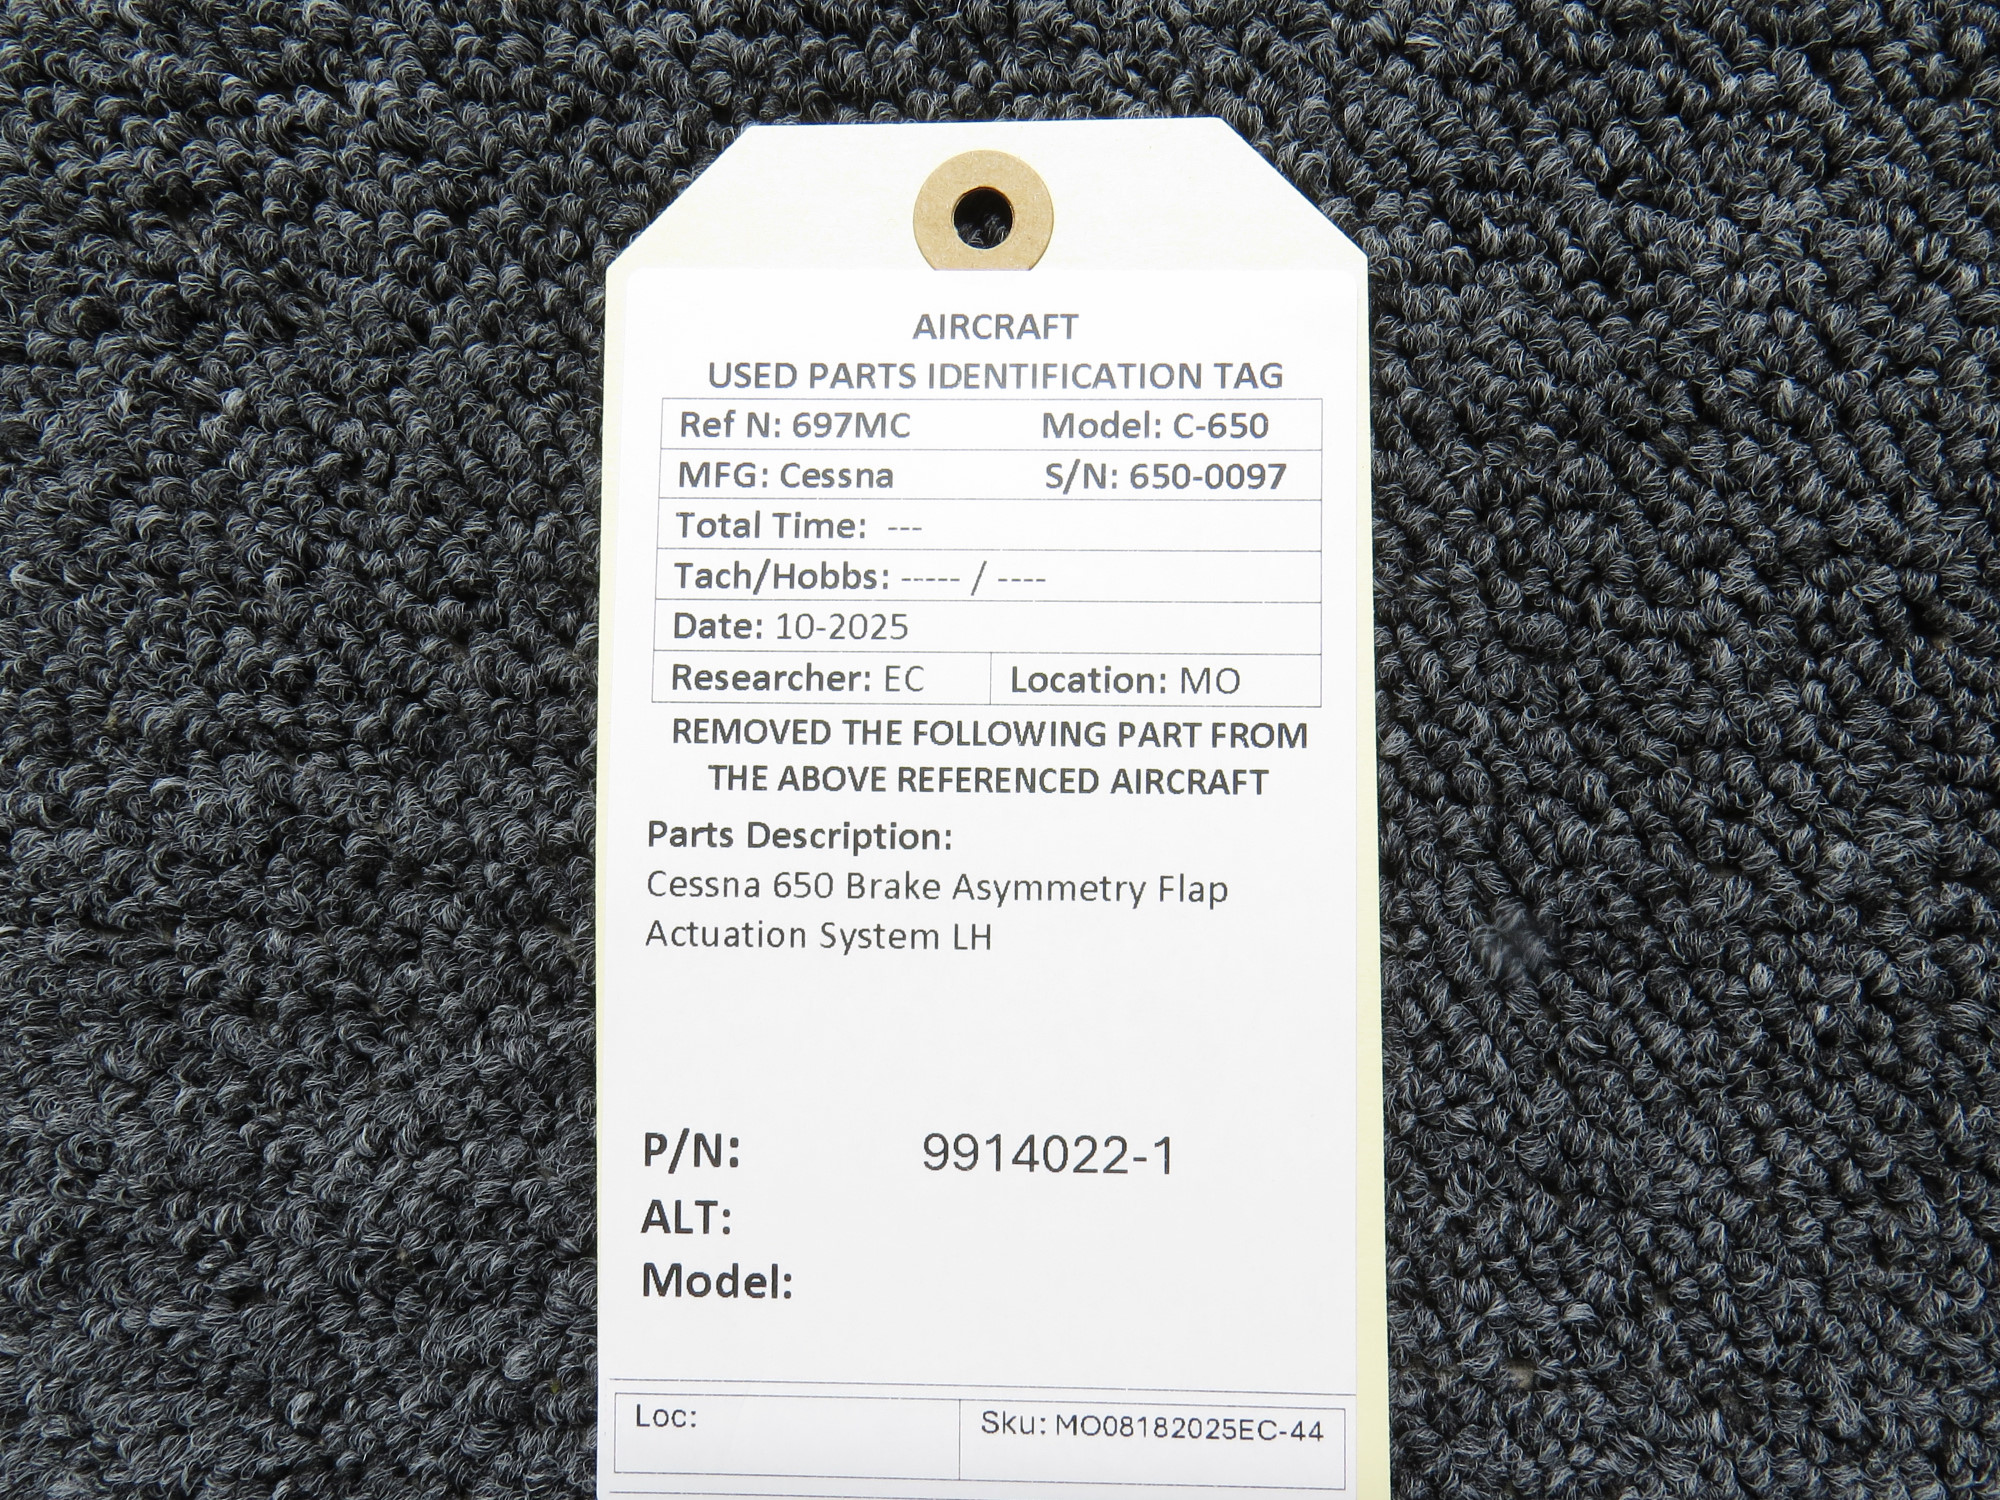 AIRCRAFT
USED PARTS IDENTIFICATION TAG
Ref N: 697MC Model: C-650
MFG: Cessna S/N: 650-0097
Total Time: ---
Tach/Hobbs: ----- / ----
Date: 10-2025
Researcher: EC Location: MO
REMOVED THE FOLLOWING PART FROM
THE ABOVE REFERENCED AIRCRAFT
Parts Description:
Cessna 650 Brake Asymmetry Flap
Actuation System LH
P/N: 9914022-1
ALT:
Model:
Loc: Sku: MO08182025EC-44